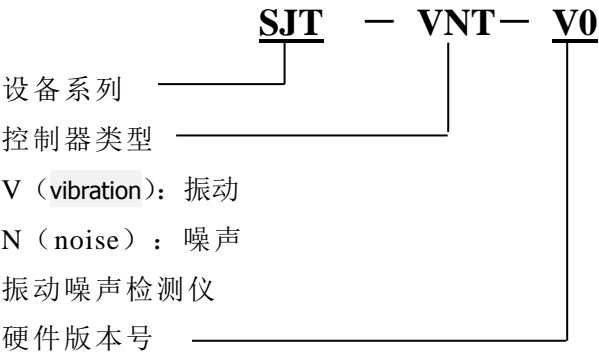 SJT － VNT－ V0
设备系列
控制器类型
V（vibration）：振动
N（noise）：噪声
振动噪声检测仪
硬件版本号